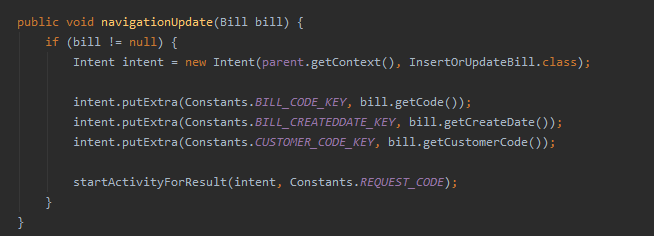 public void navigationUpdate(Bill bill) {
    if (bill != null) {
        Intent intent = new Intent(parent.getContext(), InsertOrUpdateBill.class);

        intent.putExtra(Constants.BILL_CODE_KEY, bill.getCode());
        intent.putExtra(Constants.BILL_CREATEDDATE_KEY, bill.getCreateDate());
        intent.putExtra(Constants.CUSTOMER_CODE_KEY, bill.getCustomerCode());

        startActivityForResult(intent, Constants.REQUEST_CODE);
    }
}